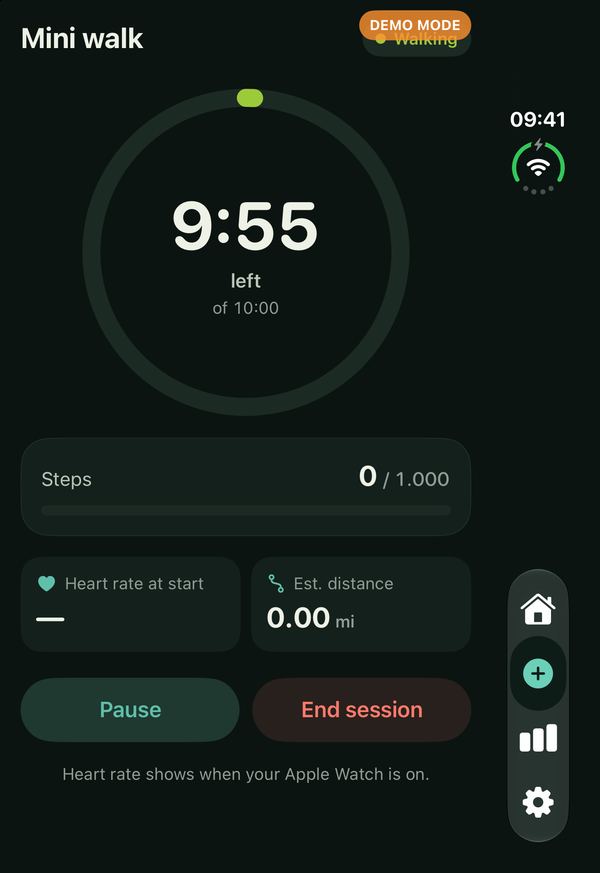 Mini walk
DEMO MODE
Walking
09:41
9:55
left
of 10:00
Steps
0 / 1.000
Heart rate at start
—
Est. distance
0.00 mi
Pause
End session
Heart rate shows when your Apple Watch is on.